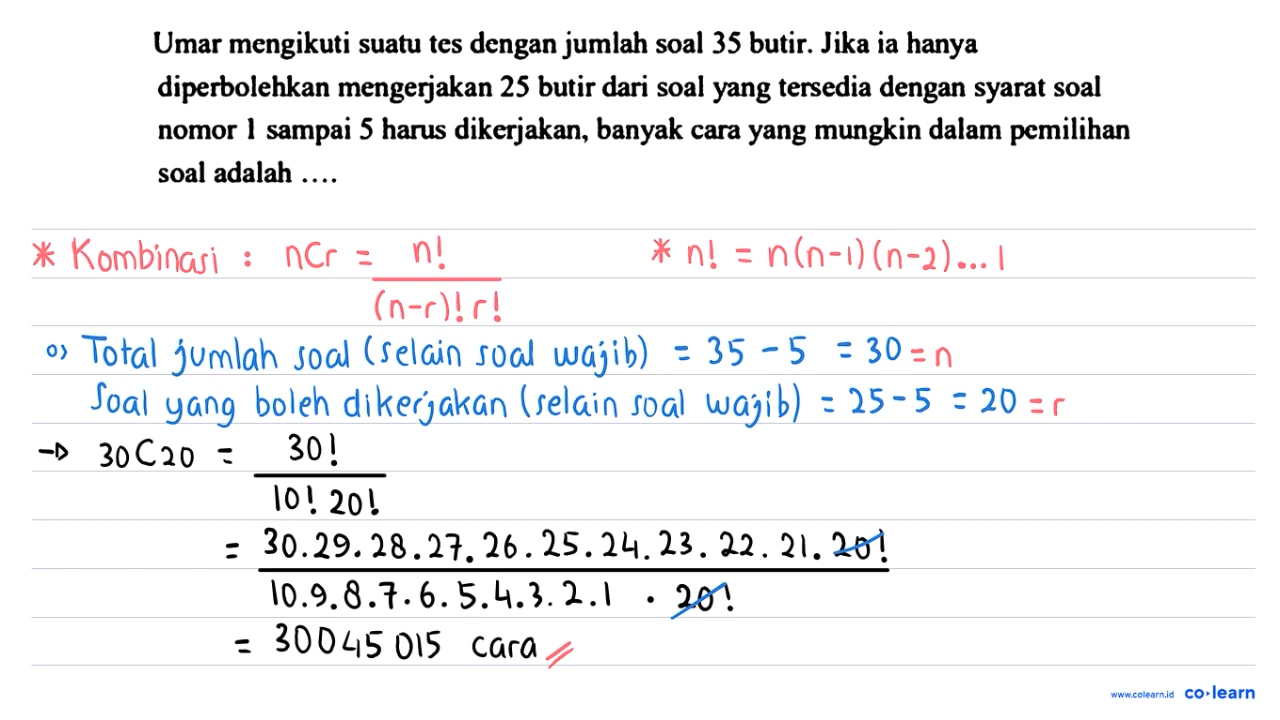 Umar mengikuti suatu tes dengan jumlah soal 35 butir. Jika ia hanya
diperbolehkan mengerjakan 25 butir dari soal yang tersedia dengan syarat soal
nomor 1 sampai 5 harus dikerjakan, banyak cara yang mungkin dalam pemilihan
soal adalah ....
* Kombinasi : nCr = n! / (n-r)! r! * n! = n(n-1)(n-2)...1
o) Total jumlah soal (selain soal wajib) = 35 - 5 = 30 = n
Soal yang boleh dikerjakan (selain soal wajib) = 25 - 5 = 20 = r
→ 30C20 = 30! / 10! 20!
= 30.29.28.27.26.25.24.23.22.21.20! / 10.9.8.7.6.5.4.3.2.1 . 20!
= 30045015 cara
www.colearn.id co·learn